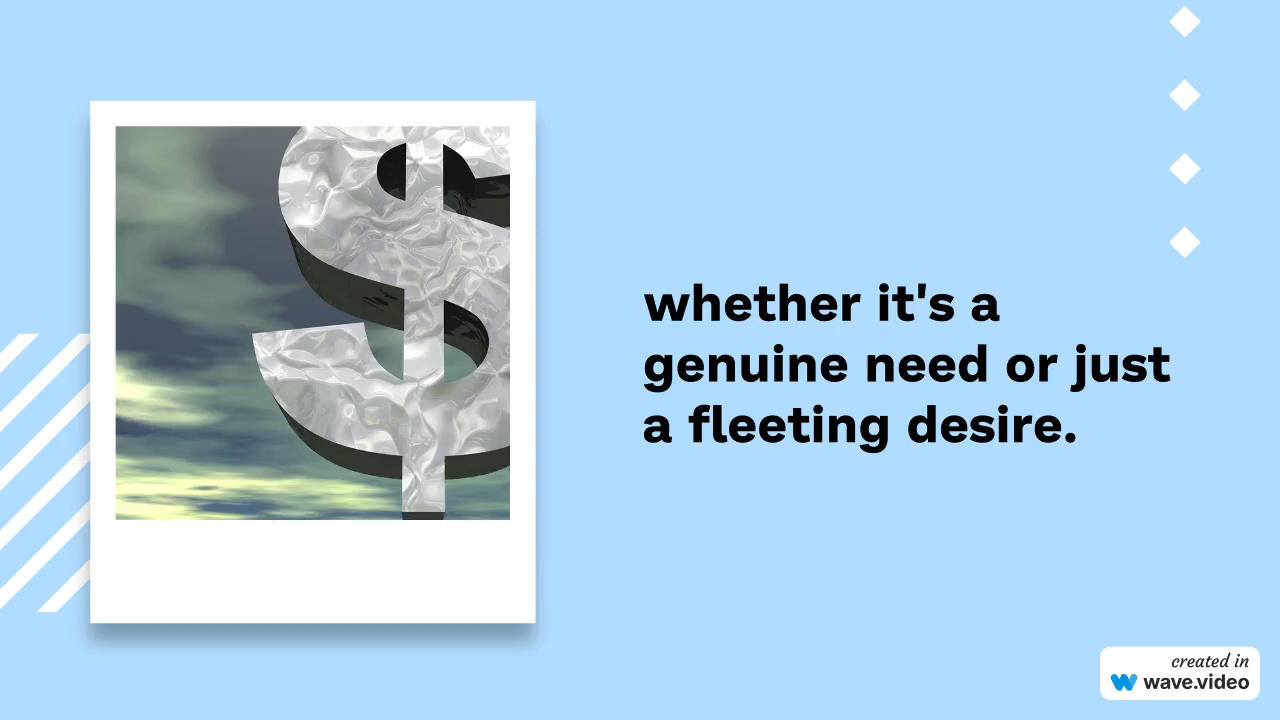 whether it's a
genuine need or just
a fleeting desire.
created in
wave.video